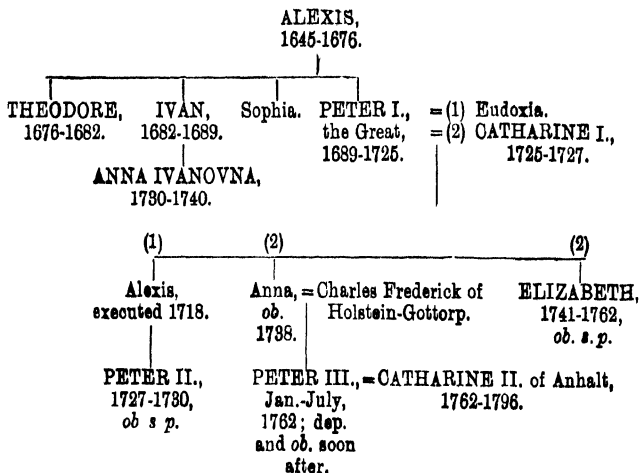 ALEXIS,
1645-1676.
THEODORE, IVAN, Sophia. PETER I., = (1) Eudoxia.
1676-1682. 1682-1689. the Great, = (2) CATHARINE I.,
1689-1725. 1725-1727.
ANNA IVANOVNA,
1730-1740.
(1) (2) (2)
Alexis, Anna, = Charles Frederick of ELIZABETH,
executed 1718. ob. Holstein-Gottorp. 1741-1762,
1738. ob. s.p.
PETER II., PETER III., = CATHARINE II. of Anhalt,
1727-1730, Jan.-July, 1762-1796.
ob s p. 1762; dep.
and ob. soon
after.